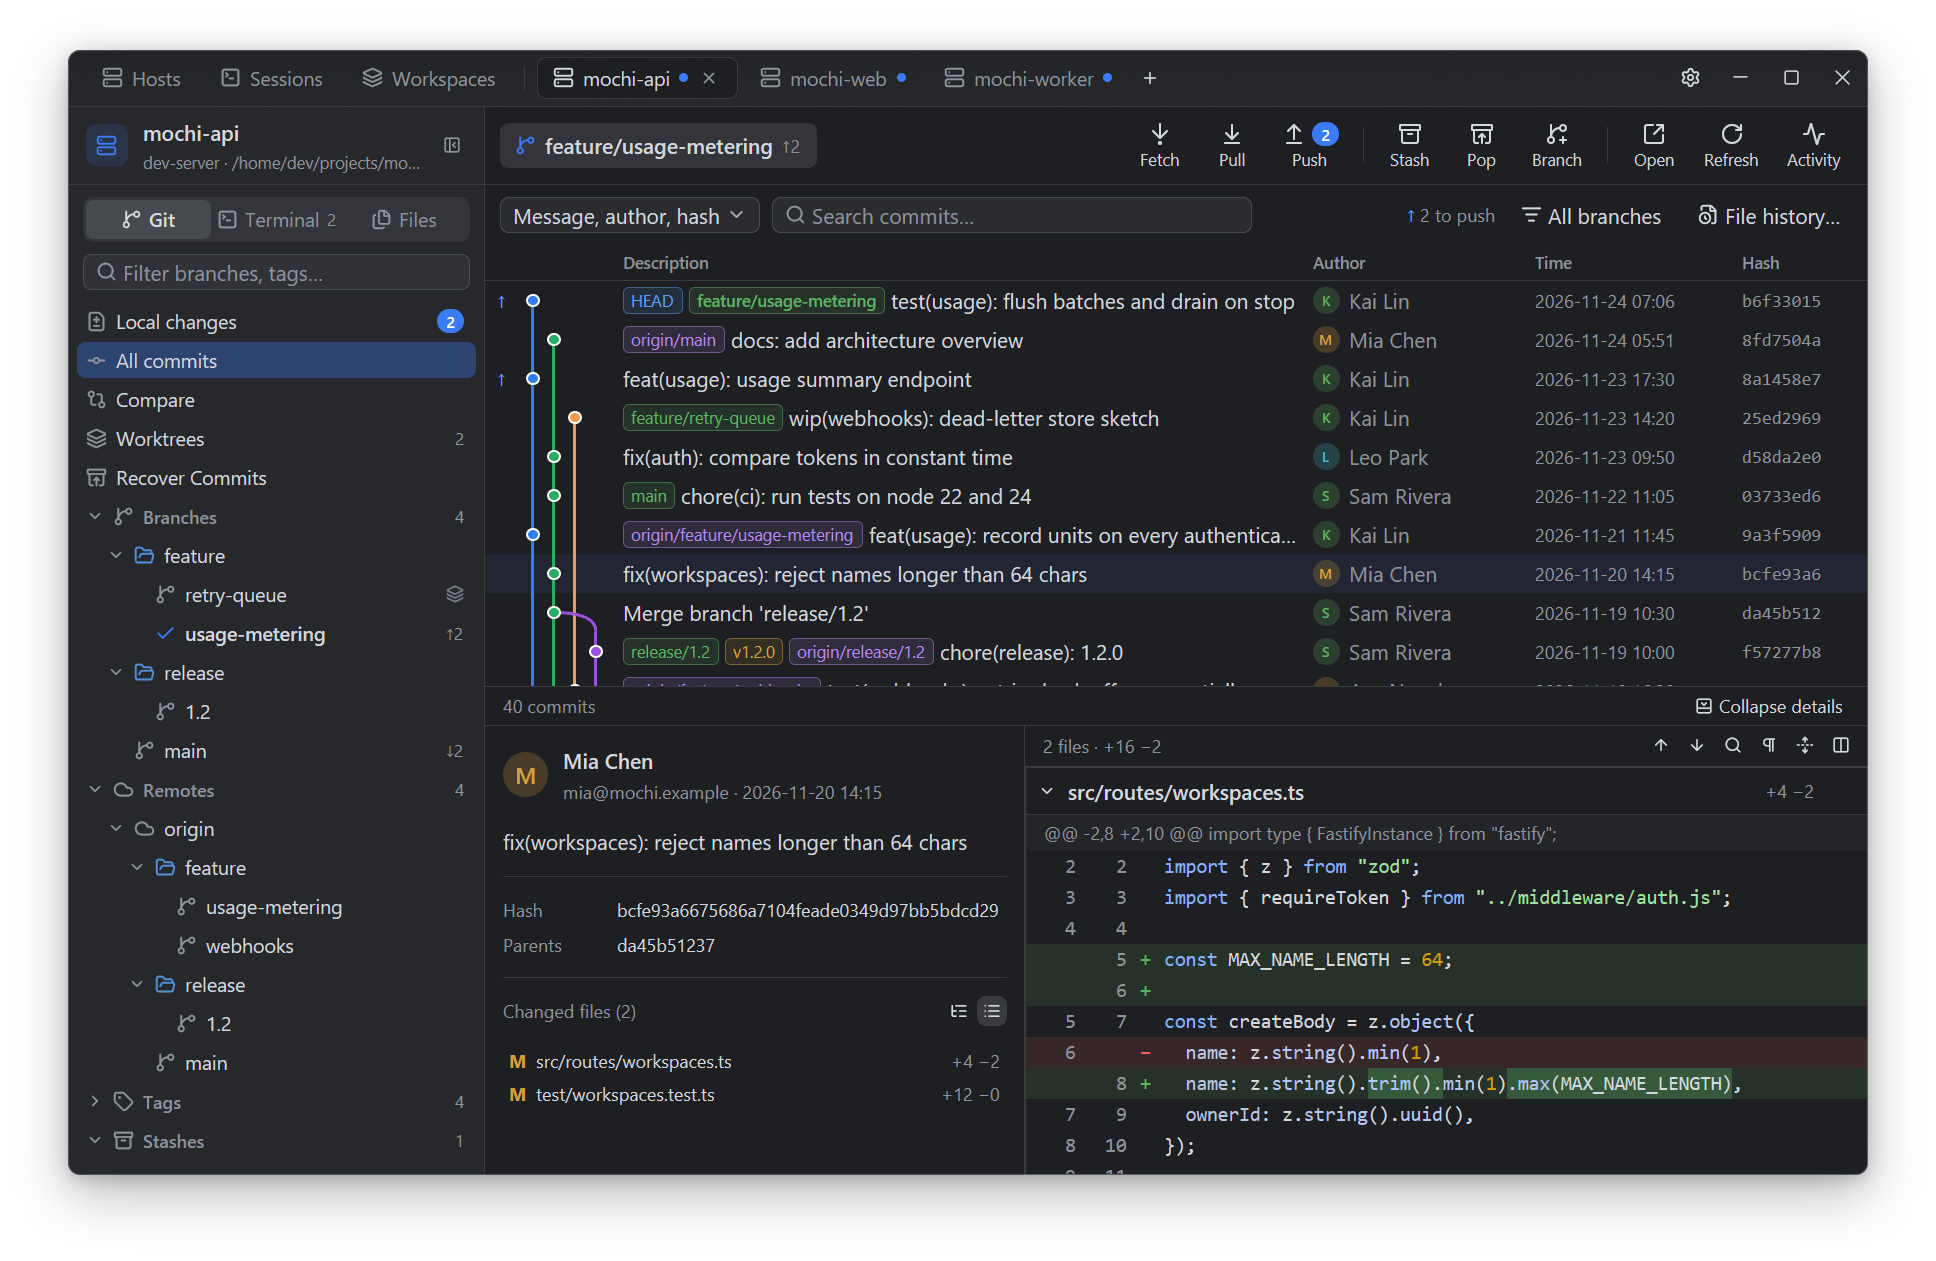 Hosts Sessions Workspaces mochi-api mochi-web mochi-worker
mochi-api
dev-server · /home/dev/projects/mo...
Git Terminal 2 Files
Filter branches, tags...
Local changes 2
All commits
Compare
Worktrees 2
Recover Commits
Branches 4
feature
retry-queue
usage-metering ↑2
release
1.2
main ↓2
Remotes 4
origin
feature
usage-metering
webhooks
release
1.2
main
Tags 4
Stashes 1
feature/usage-metering ↑2
Fetch Pull Push 2 Stash Pop Branch Open Refresh Activity
Message, author, hash Search commits... ↑ 2 to push All branches File history...
Description Author Time Hash
↑ HEAD feature/usage-metering test(usage): flush batches and drain on stop K Kai Lin 2026-11-24 07:06 b6f33015
origin/main docs: add architecture overview M Mia Chen 2026-11-24 05:51 8fd7504a
↑ feat(usage): usage summary endpoint K Kai Lin 2026-11-23 17:30 8a1458e7
feature/retry-queue wip(webhooks): dead-letter store sketch K Kai Lin 2026-11-23 14:20 25ed2969
fix(auth): compare tokens in constant time L Leo Park 2026-11-23 09:50 d58da2e0
main chore(ci): run tests on node 22 and 24 S Sam Rivera 2026-11-22 11:05 03733ed6
origin/feature/usage-metering feat(usage): record units on every authentica... K Kai Lin 2026-11-21 11:45 9a3f5909
fix(workspaces): reject names longer than 64 chars M Mia Chen 2026-11-20 14:15 bcfe93a6
Merge branch 'release/1.2' S Sam Rivera 2026-11-19 10:30 da45b512
release/1.2 v1.2.0 origin/release/1.2 chore(release): 1.2.0 S Sam Rivera 2026-11-19 10:00 f57277b8
40 commits Collapse details
M Mia Chen
mia@mochi.example · 2026-11-20 14:15
fix(workspaces): reject names longer than 64 chars
Hash bcfe93a6675686a7104feade0349d97bb5bdcd29
Parents da45b51237
Changed files (2)
M src/routes/workspaces.ts +4 −2
M test/workspaces.test.ts +12 −0
2 files · +16 −2
src/routes/workspaces.ts +4 −2
@@ -2,8 +2,10 @@ import type { FastifyInstance } from "fastify";
2 2 import { z } from "zod";
3 3 import { requireToken } from "../middleware/auth.js";
4 4
5 + const MAX_NAME_LENGTH = 64;
6 +
5 7 const createBody = z.object({
6 − name: z.string().min(1),
8 + name: z.string().trim().min(1).max(MAX_NAME_LENGTH),
7 9 ownerId: z.string().uuid(),
8 10 });